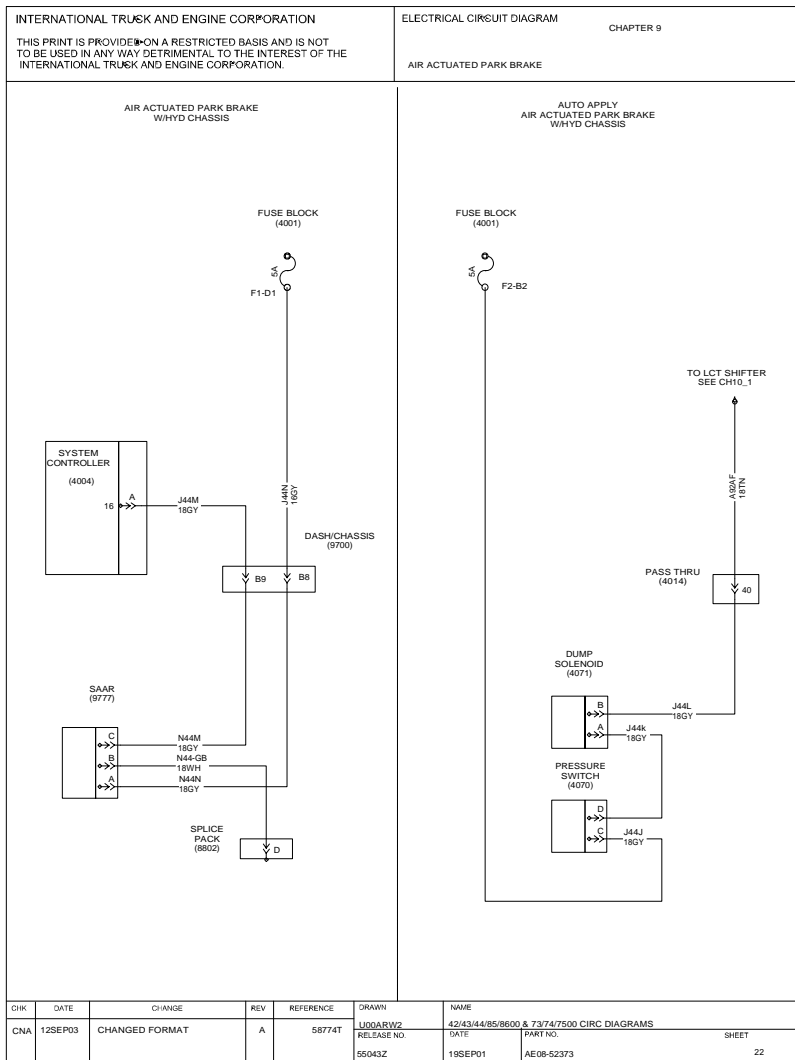 INTERNATIONAL TRUCK AND ENGINE CORPORATION
THIS PRINT IS PROVIDED ON A RESTRICTED BASIS AND IS NOT
TO BE USED IN ANY WAY DETRIMENTAL TO THE INTEREST OF THE
INTERNATIONAL TRUCK AND ENGINE CORPORATION.
ELECTRICAL CIRCUIT DIAGRAM
CHAPTER 9
AIR ACTUATED PARK BRAKE
AIR ACTUATED PARK BRAKE
W/HYD CHASSIS
FUSE BLOCK
(4001)
5A
F1-D1
SYSTEM
CONTROLLER
(4004)
16
A
J44M
18GY
J44N
16GY
DASH/CHASSIS
(9700)
B9
B8
SAAR
(9777)
C
N44M
18GY
B
N44-GB
18WH
A
N44N
18GY
SPLICE
PACK
(8802)
D
AUTO APPLY
AIR ACTUATED PARK BRAKE
W/HYD CHASSIS
FUSE BLOCK
(4001)
5A
F2-B2
TO LCT SHIFTER
SEE CH10_1
A92AF
18TN
PASS THRU
(4014)
40
DUMP
SOLENOID
(4071)
B
J44L
18GY
A
J44k
18GY
PRESSURE
SWITCH
(4070)
D
C
J44J
18GY
CHK DATE CHANGE REV REFERENCE
CNA 12SEP03 CHANGED FORMAT A 58774T
DRAWN
U00ARW2
NAME
42/43/44/85/8600 & 73/74/7500 CIRC DIAGRAMS
RELEASE NO. DATE PART NO. SHEET
55043Z 19SEP01 AE08-52373 22